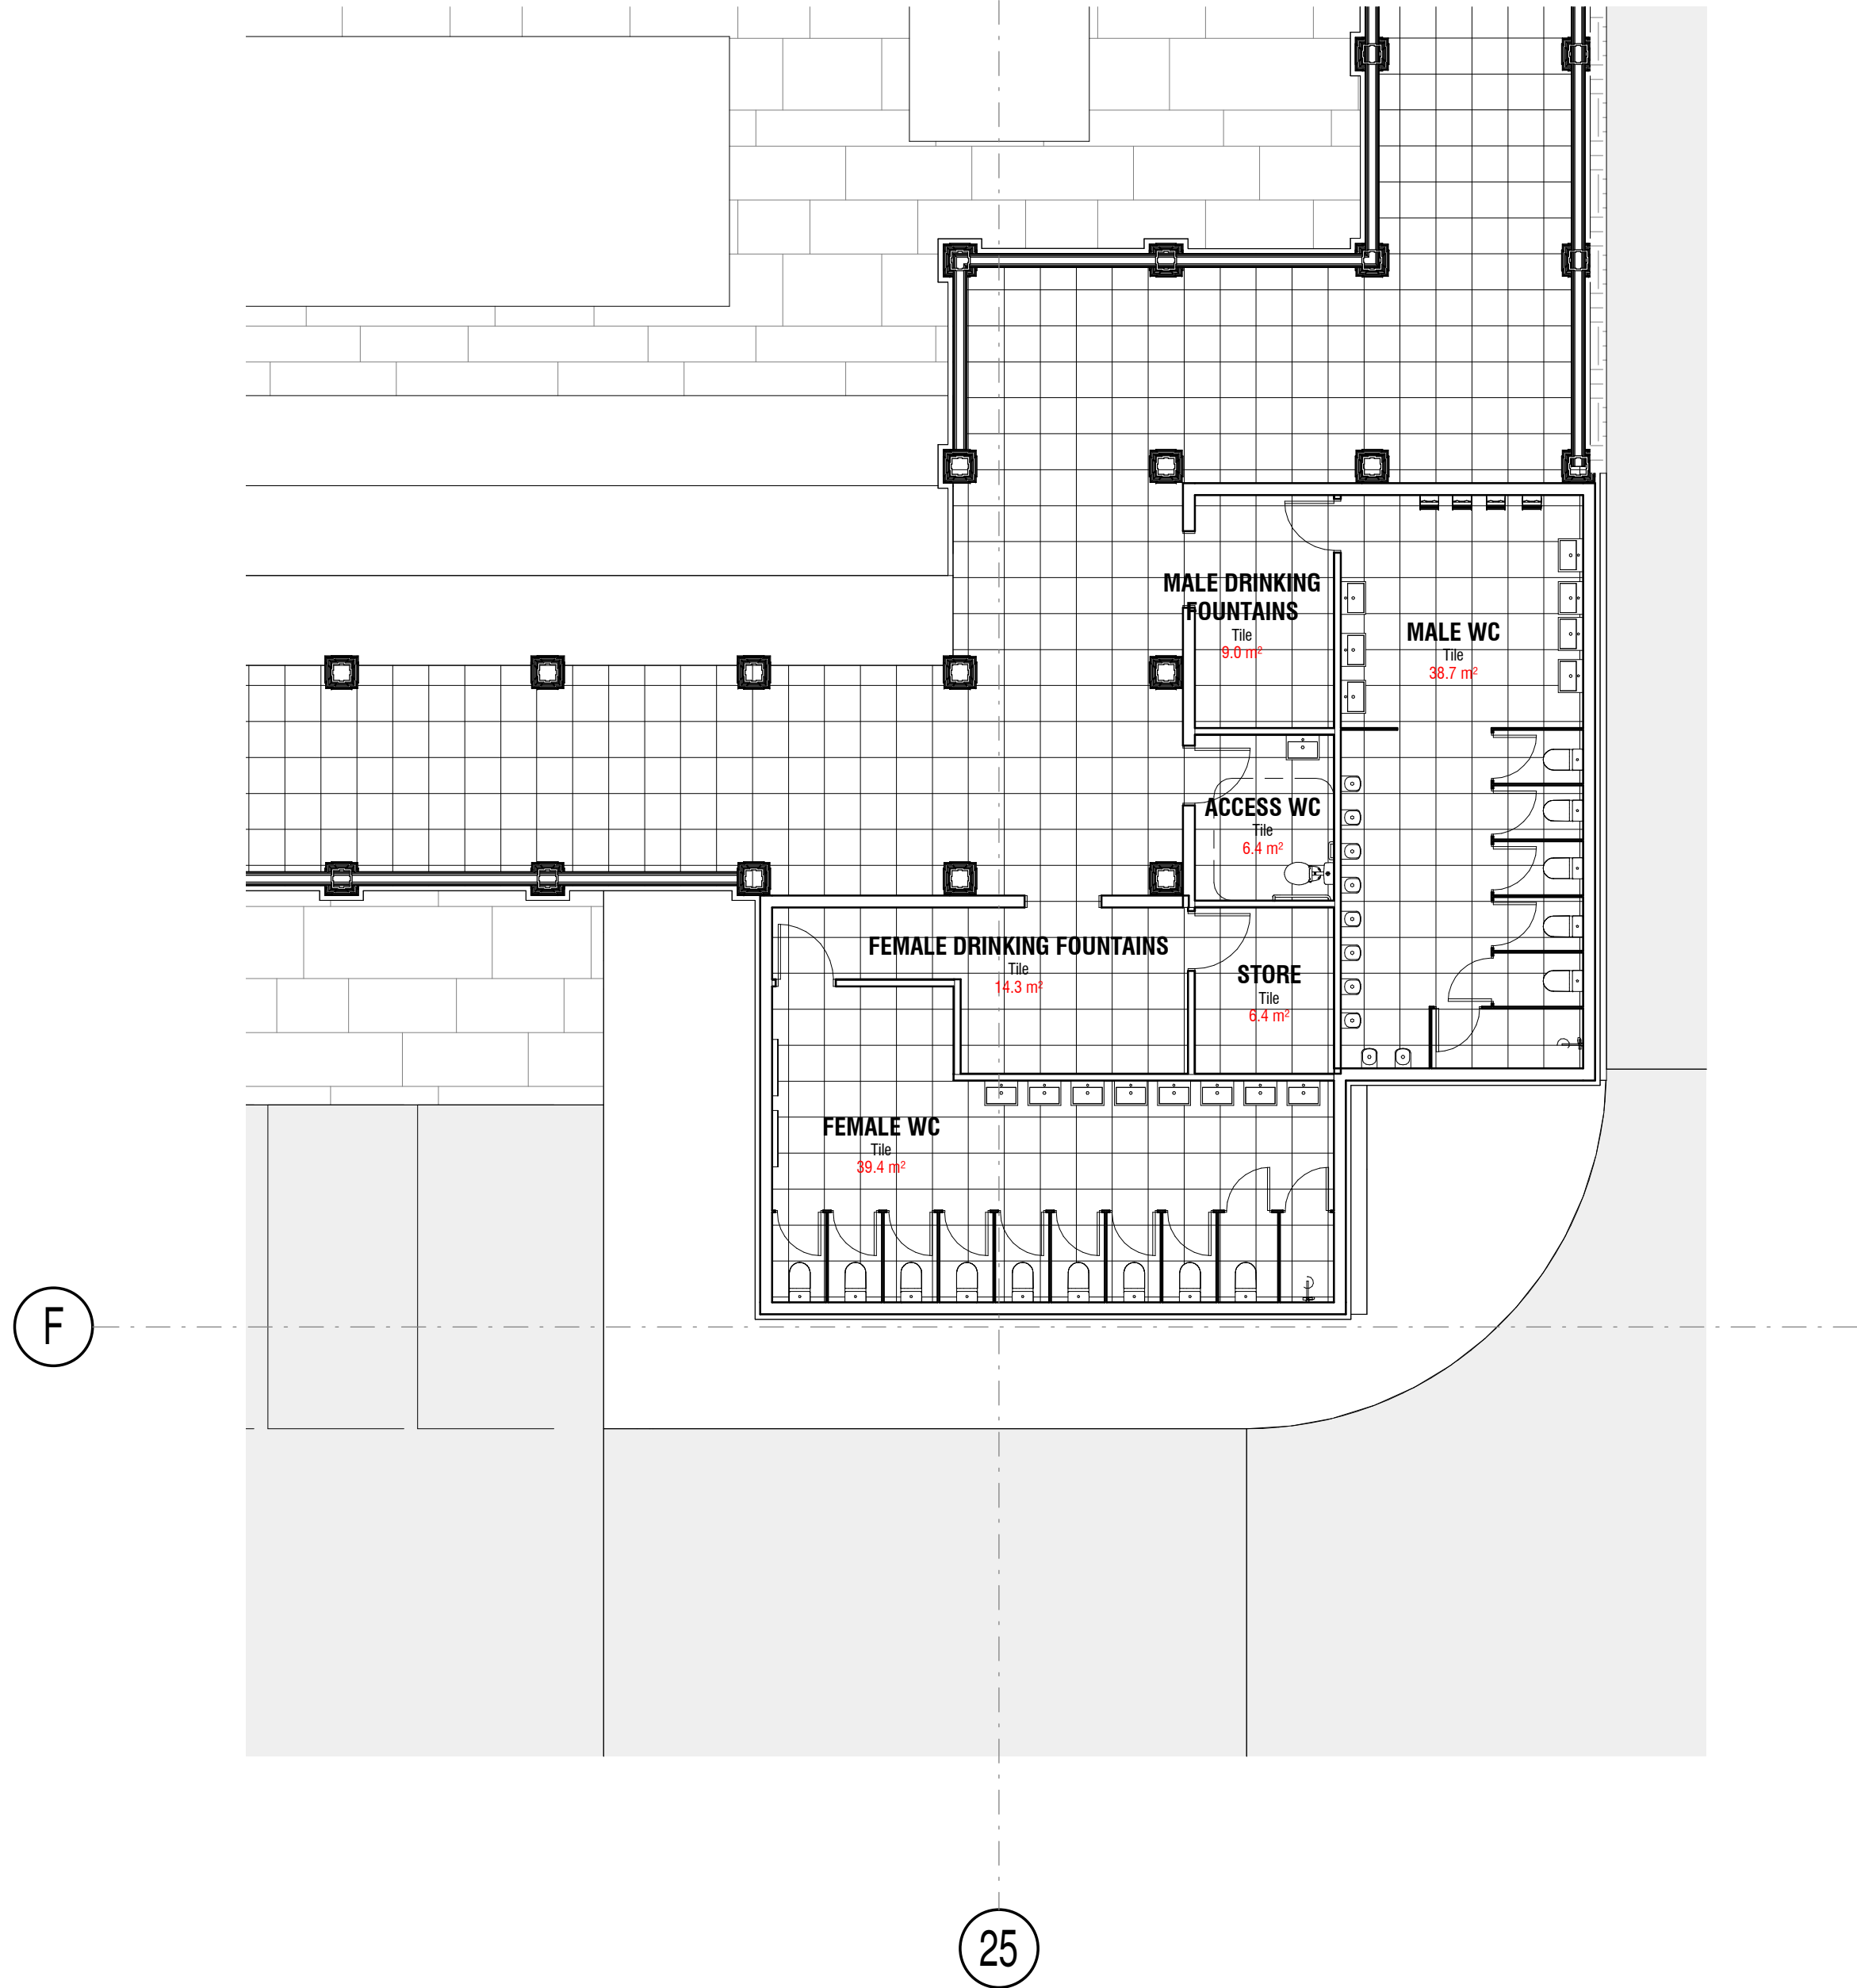 MALE DRINKING
FOUNTAINS
Tile
9.0 m²
MALE WC
Tile
38.7 m²
ACCESS WC
Tile
6.4 m²
FEMALE DRINKING FOUNTAINS
Tile
14.3 m²
STORE
Tile
6.4 m²
FEMALE WC
Tile
39.4 m²
F
25